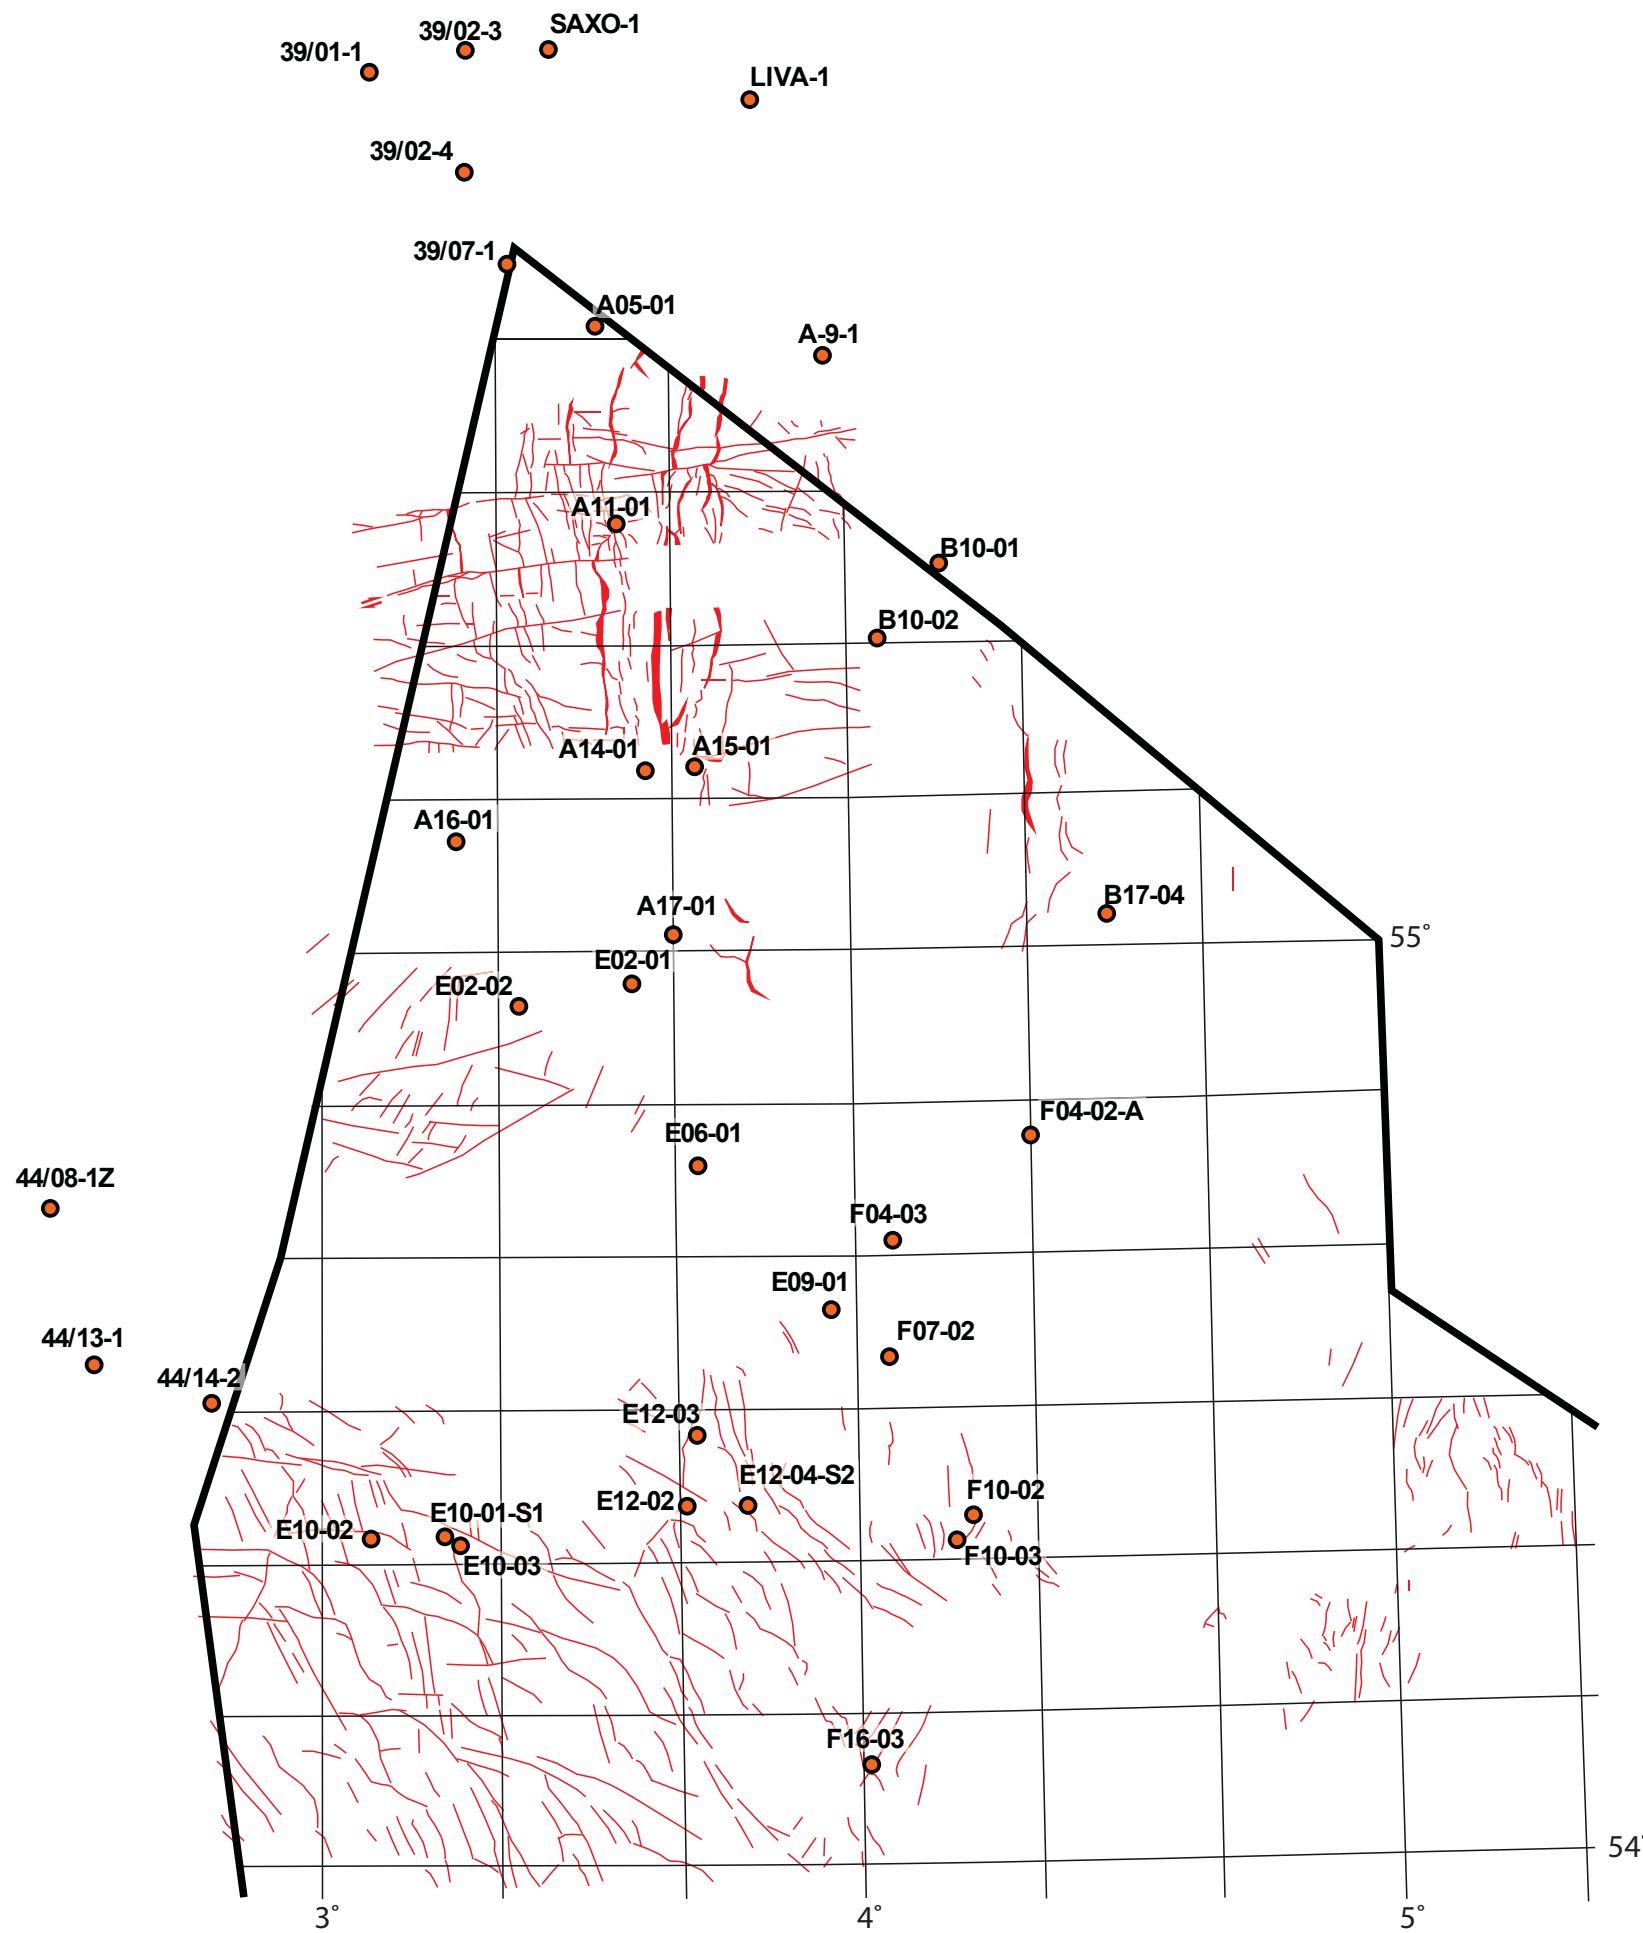 SAXO-1
39/02-3
39/01-1
LIVA-1
39/02-4
39/07-1
A05-01
A-9-1
A11-01
B10-01
B10-02
A14-01
A15-01
A16-01
B17-04
A17-01
55°
E02-01
E02-02
F04-02-A
E06-01
44/08-1Z
F04-03
E09-01
F07-02
44/13-1
44/14-2
E12-03
E12-04-S2
F10-02
E12-02
E10-01-S1
E10-02
F10-03
E10-03
F16-03
54°
3°
4°
5°